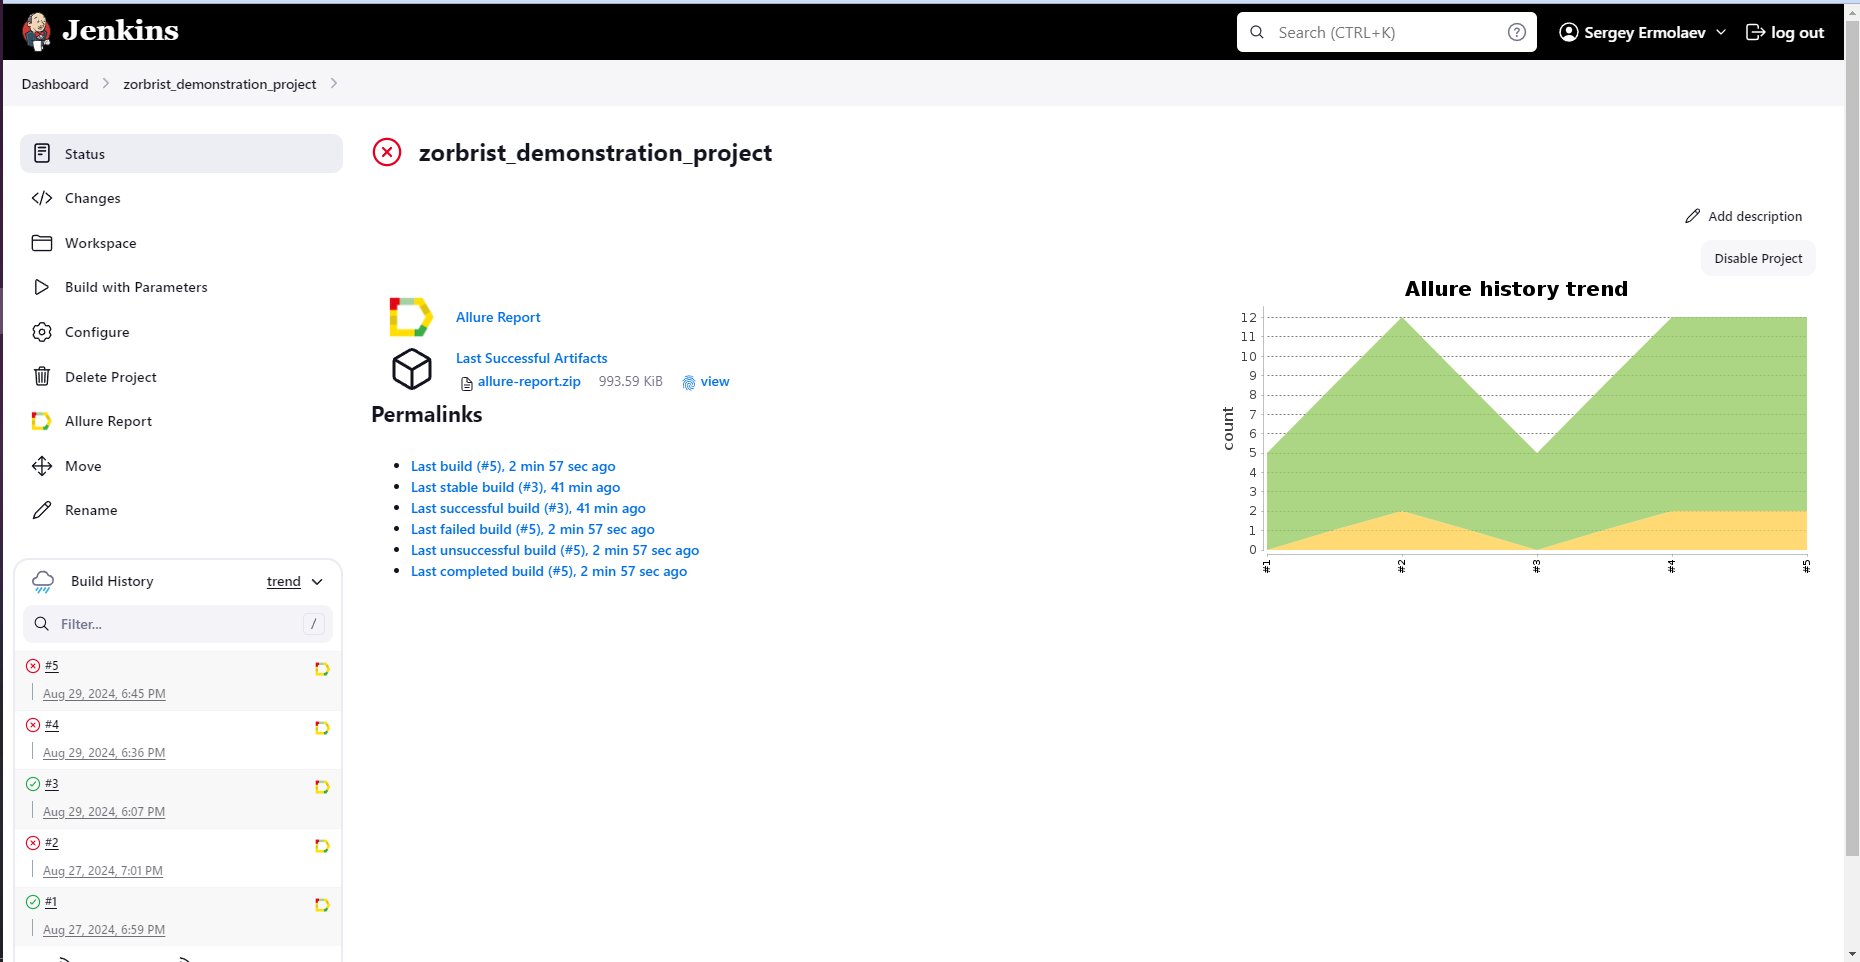 Jenkins
Search (CTRL+K)
?
Sergey Ermolaev
log out
Dashboard
zorbrist_demonstration_project
Status
Changes
Workspace
Build with Parameters
Configure
Delete Project
Allure Report
Move
Rename
Build History
trend
Filter...
/
#5
Aug 29, 2024, 6:45 PM
#4
Aug 29, 2024, 6:36 PM
#3
Aug 29, 2024, 6:07 PM
#2
Aug 27, 2024, 7:01 PM
#1
Aug 27, 2024, 6:59 PM
zorbrist_demonstration_project
Add description
Disable Project
Allure Report
Last Successful Artifacts
allure-report.zip 993.59 KiB view
Permalinks
Last build (#5), 2 min 57 sec ago
Last stable build (#3), 41 min ago
Last successful build (#3), 41 min ago
Last failed build (#5), 2 min 57 sec ago
Last unsuccessful build (#5), 2 min 57 sec ago
Last completed build (#5), 2 min 57 sec ago
Allure history trend
count
12
11
10
9
8
7
6
5
4
3
2
1
0
#1
#2
#3
#4
#5